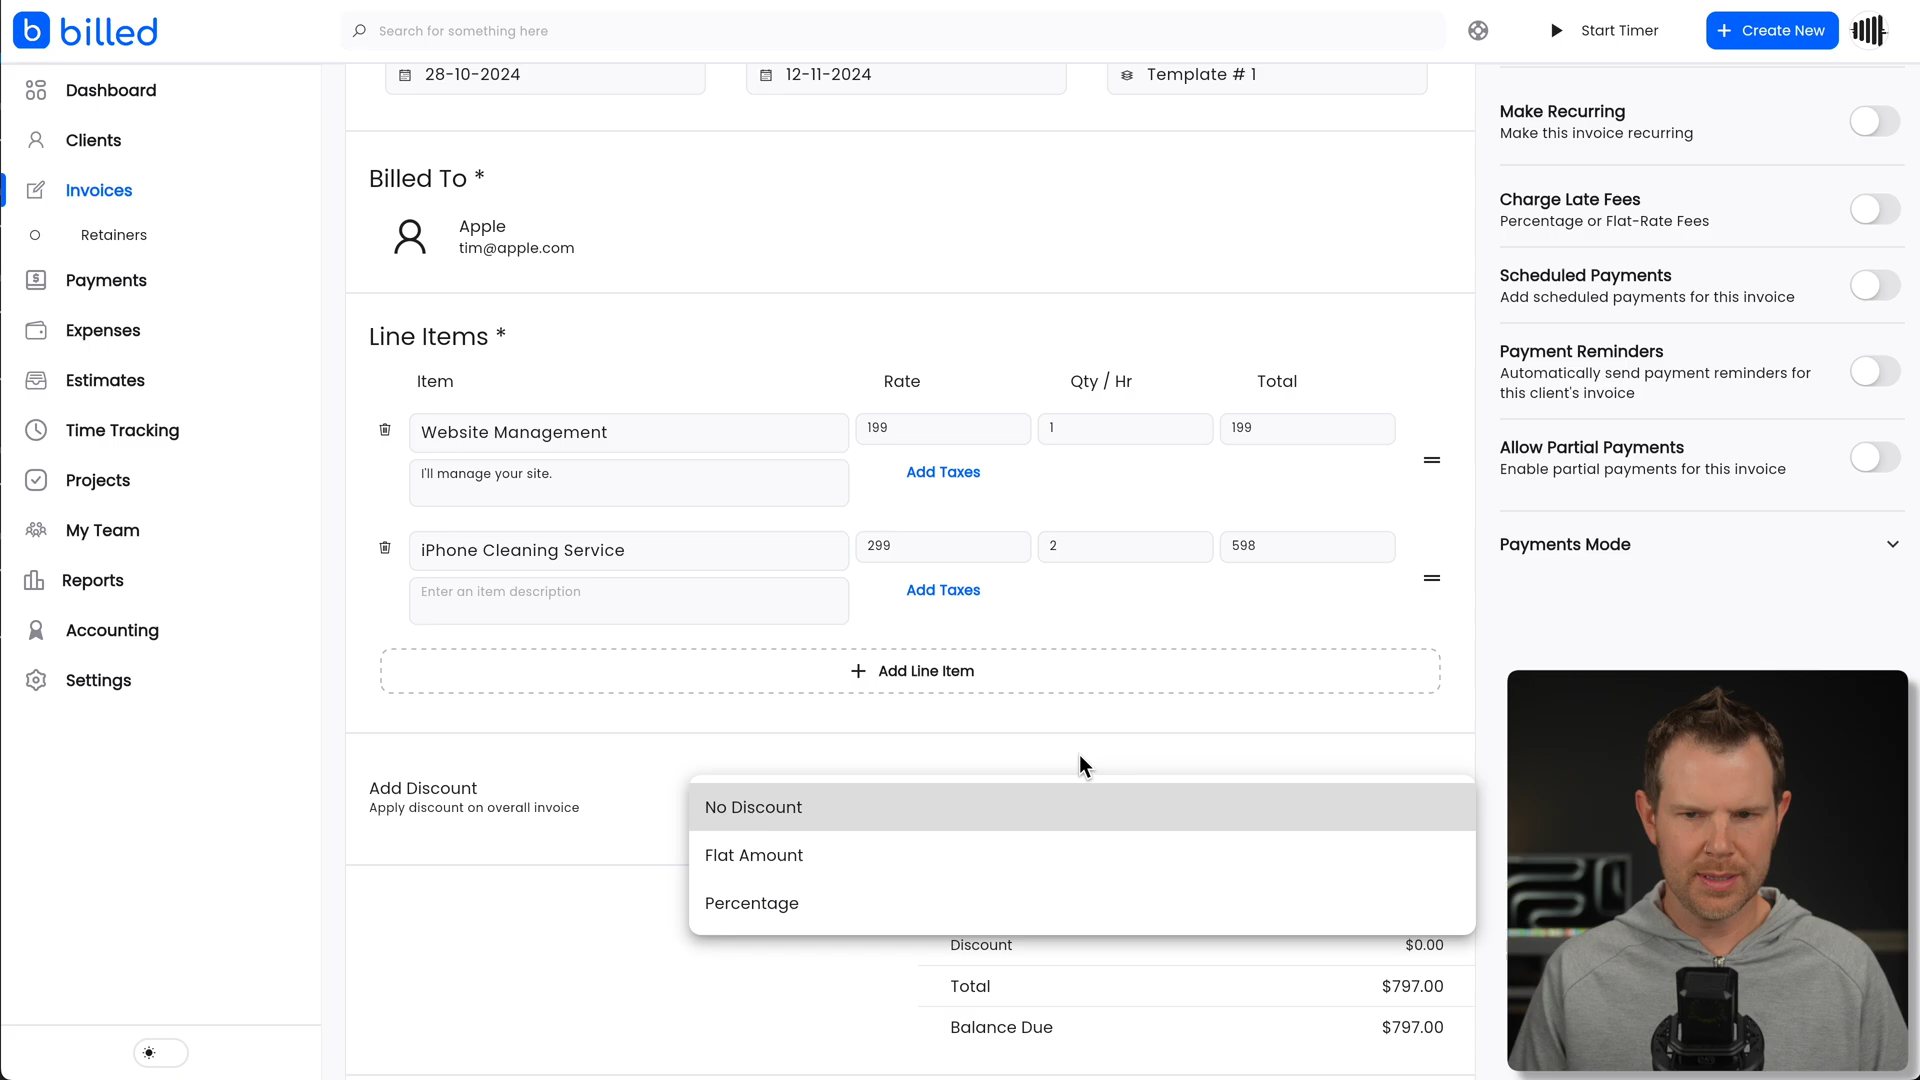 b billed
Search for something here
Start Timer
+ Create New
Dashboard
Clients
Invoices
Retainers
Payments
Expenses
Estimates
Time Tracking
Projects
My Team
Reports
Accounting
Settings
28-10-2024
12-11-2024
Template # 1
Billed To *
Apple
tim@apple.com
Line Items *
Item Rate Qty / Hr Total
Website Management 199 1 199
I'll manage your site.
Add Taxes
iPhone Cleaning Service 299 2 598
Enter an item description
Add Taxes
+ Add Line Item
Add Discount
Apply discount on overall invoice
No Discount
Flat Amount
Percentage
Discount $0.00
Total $797.00
Balance Due $797.00
Make Recurring
Make this invoice recurring
Charge Late Fees
Percentage or Flat-Rate Fees
Scheduled Payments
Add scheduled payments for this invoice
Payment Reminders
Automatically send payment reminders for
this client's invoice
Allow Partial Payments
Enable partial payments for this invoice
Payments Mode